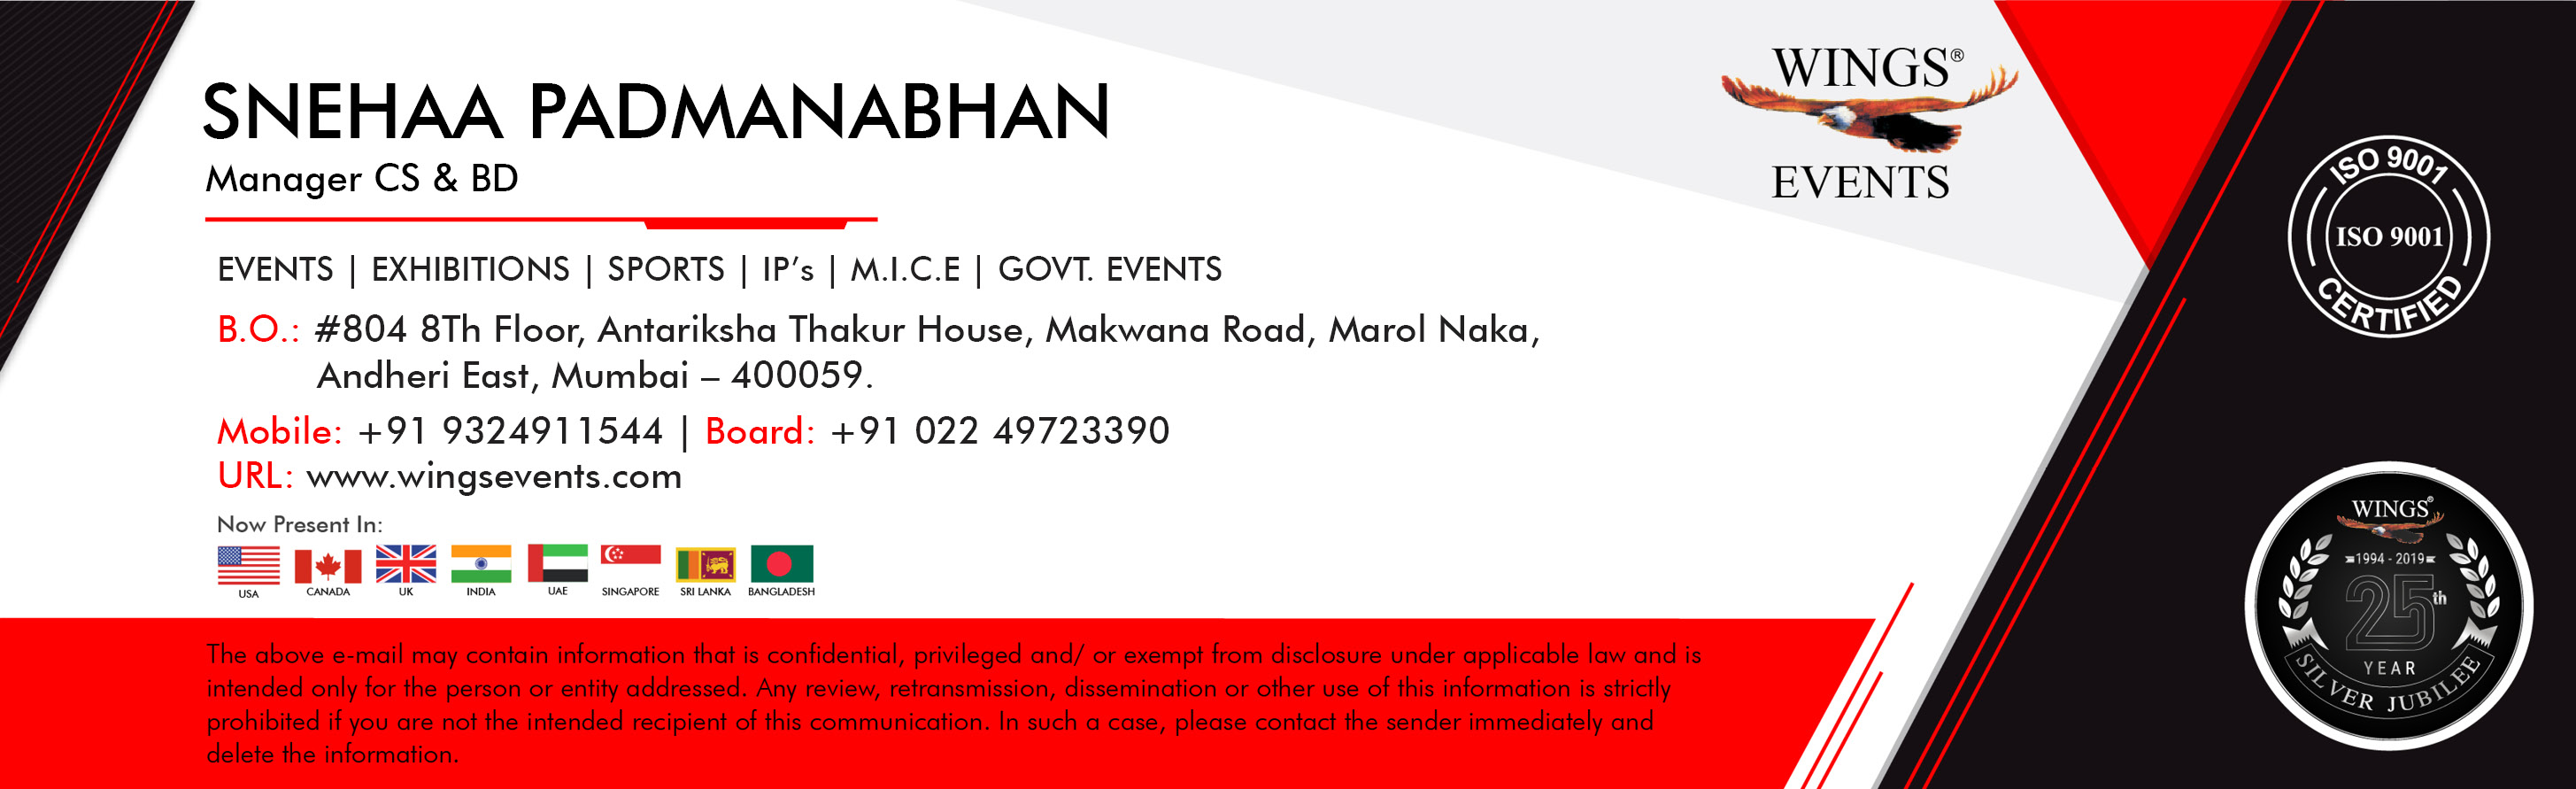 SNEHAA PADMANABHAN
Manager CS & BD
EVENTS | EXHIBITIONS | SPORTS | IP's | M.I.C.E | GOVT. EVENTS
B.O.: #804 8Th Floor, Antariksha Thakur House, Makwana Road, Marol Naka,
Andheri East, Mumbai – 400059.
Mobile: +91 9324911544 | Board: +91 022 49723390
URL: www.wingsevents.com
Now Present In:
USA CANADA UK INDIA UAE SINGAPORE SRI LANKA BANGLADESH
The above e-mail may contain information that is confidential, privileged and/ or exempt from disclosure under applicable law and is
intended only for the person or entity addressed. Any review, retransmission, dissemination or other use of this information is strictly
prohibited if you are not the intended recipient of this communication. In such a case, please contact the sender immediately and
delete the information.
WINGS®
EVENTS
ISO 9001
ISO 9001
CERTIFIED
WINGS®
1994 - 2019
25th
YEAR
SILVER JUBILEE